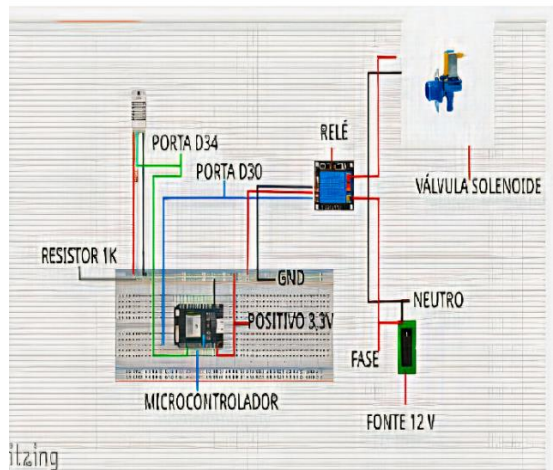 RELÉ
PORTA D34
PORTA D30
VÁLVULA SOLENOIDE
RESISTOR 1K
GND
NEUTRO
POSITIVO 3,3V
FASE
MICROCONTROLADOR
FONTE 12 V
itzing